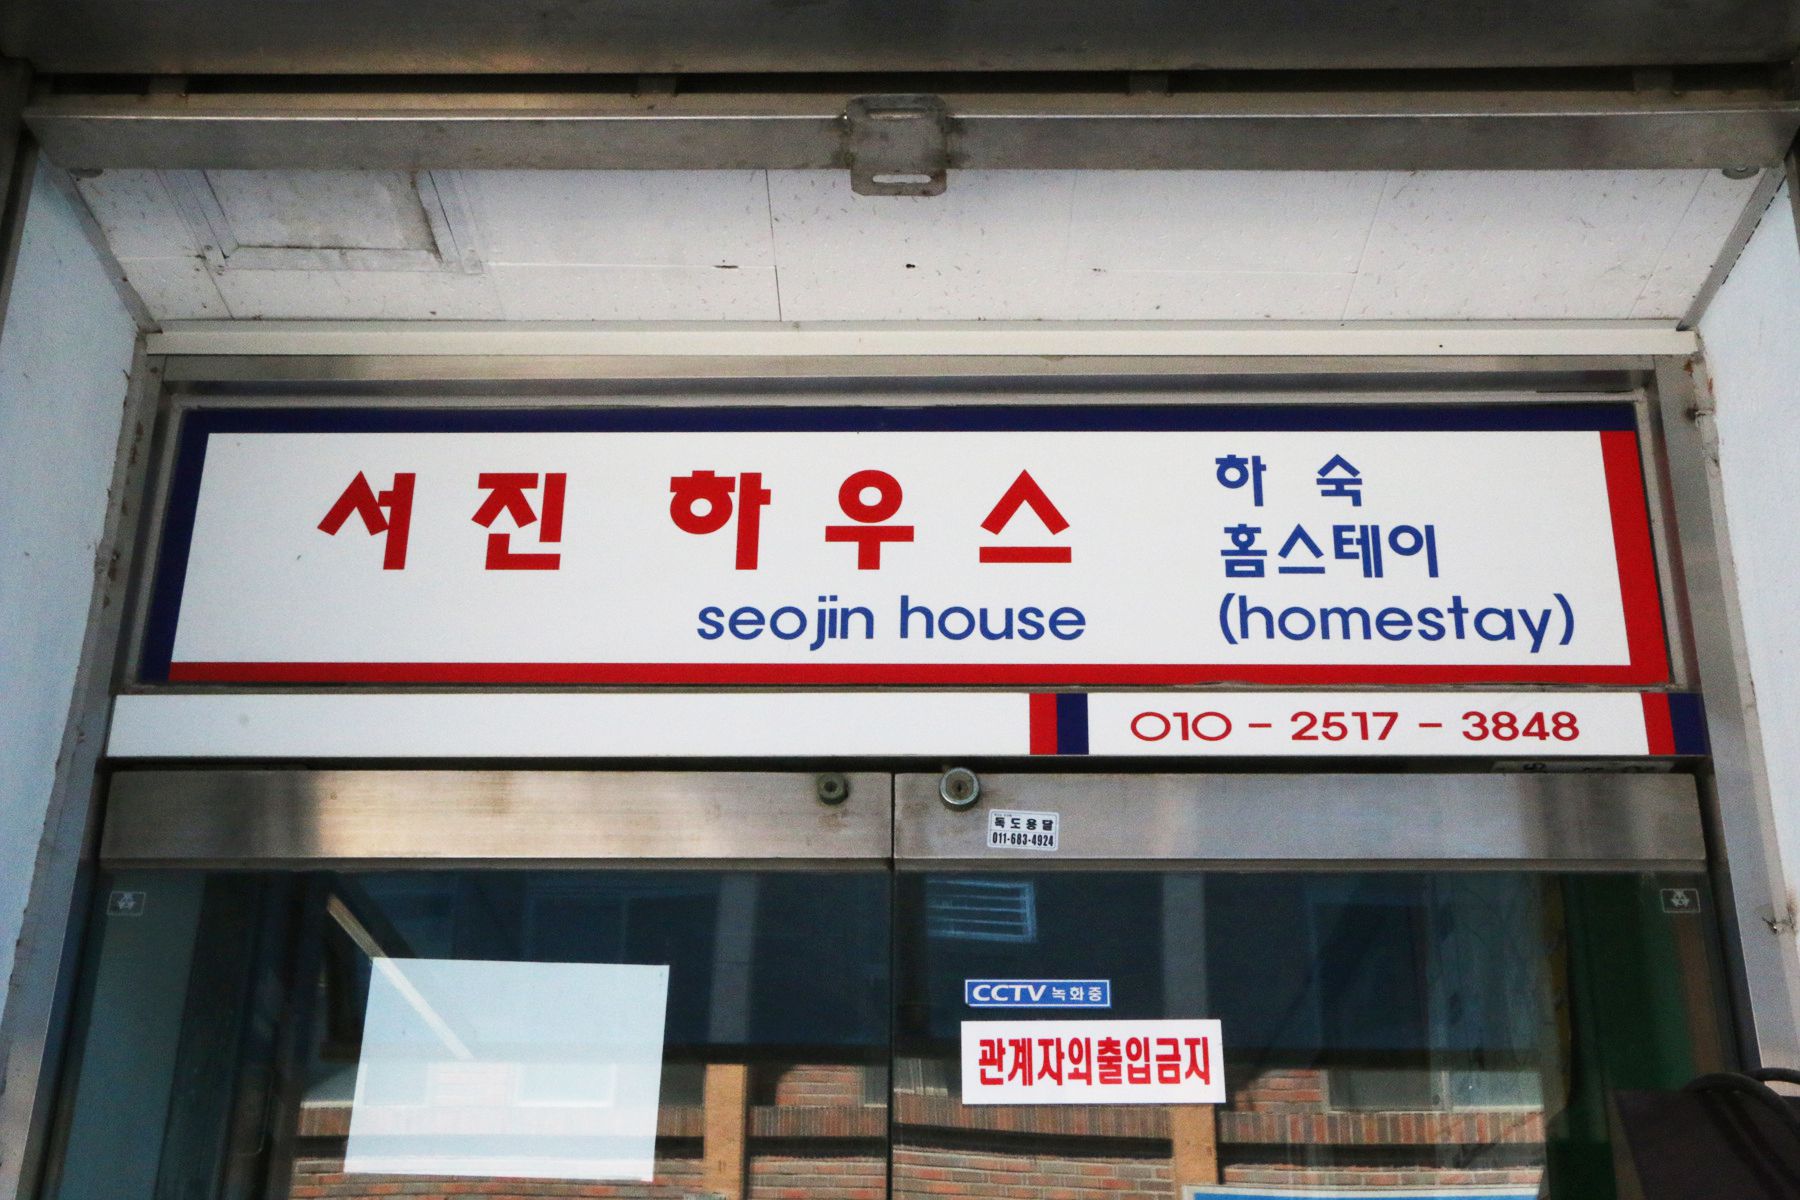 서진 하우스
seojin house
하숙
홈스테이
(homestay)
010-2517-3848
독도용달
011-683-4924
CCTV 녹화중
관계자외출입금지